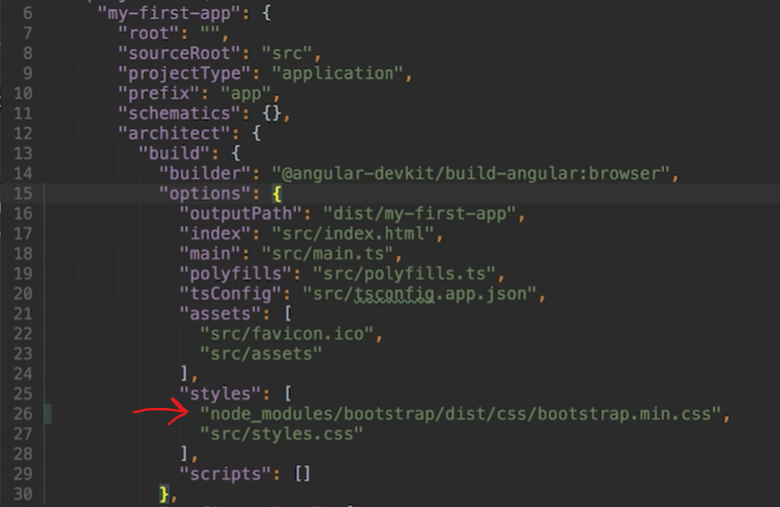 6 "my-first-app": {
7 "root": "",
8 "sourceRoot": "src",
9 "projectType": "application",
10 "prefix": "app",
11 "schematics": {},
12 "architect": {
13 "build": {
14 "builder": "@angular-devkit/build-angular:browser",
15 "options": {
16 "outputPath": "dist/my-first-app",
17 "index": "src/index.html",
18 "main": "src/main.ts",
19 "polyfills": "src/polyfills.ts",
20 "tsConfig": "src/tsconfig.app.json",
21 "assets": [
22 "src/favicon.ico",
23 "src/assets"
24 ],
25 "styles": [
26 "node_modules/bootstrap/dist/css/bootstrap.min.css",
27 "src/styles.css"
28 ],
29 "scripts": []
30 },